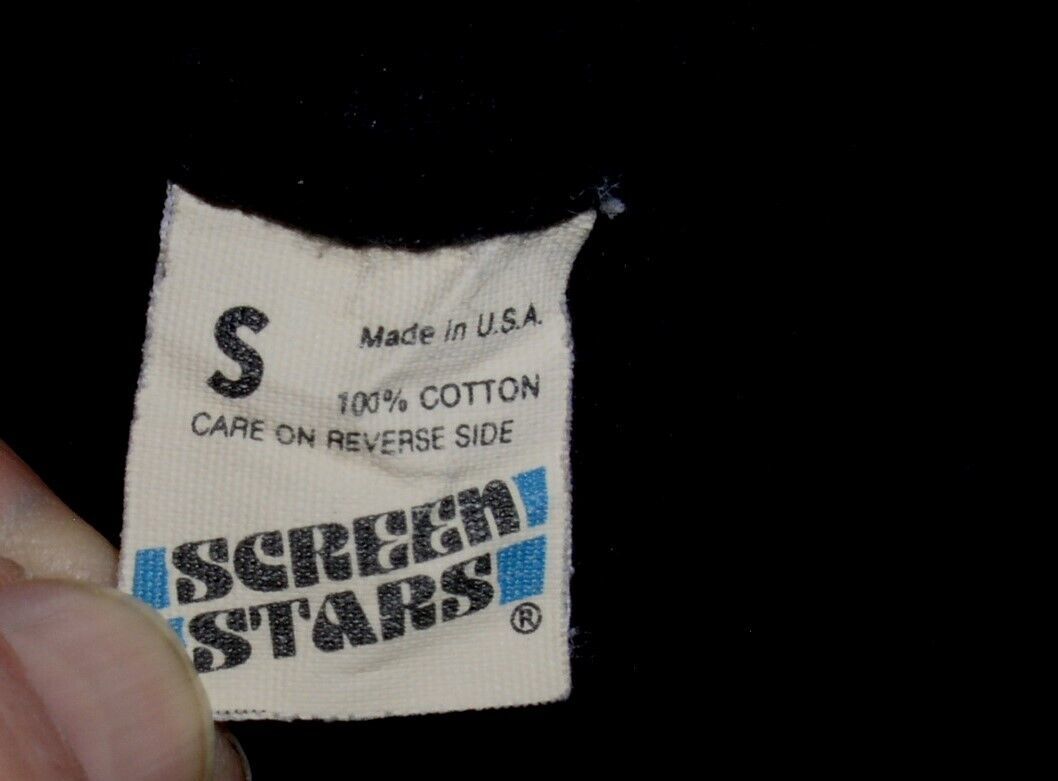 S
Made in U.S.A.
100% COTTON
CARE ON REVERSE SIDE
SCREEN
STARS
®